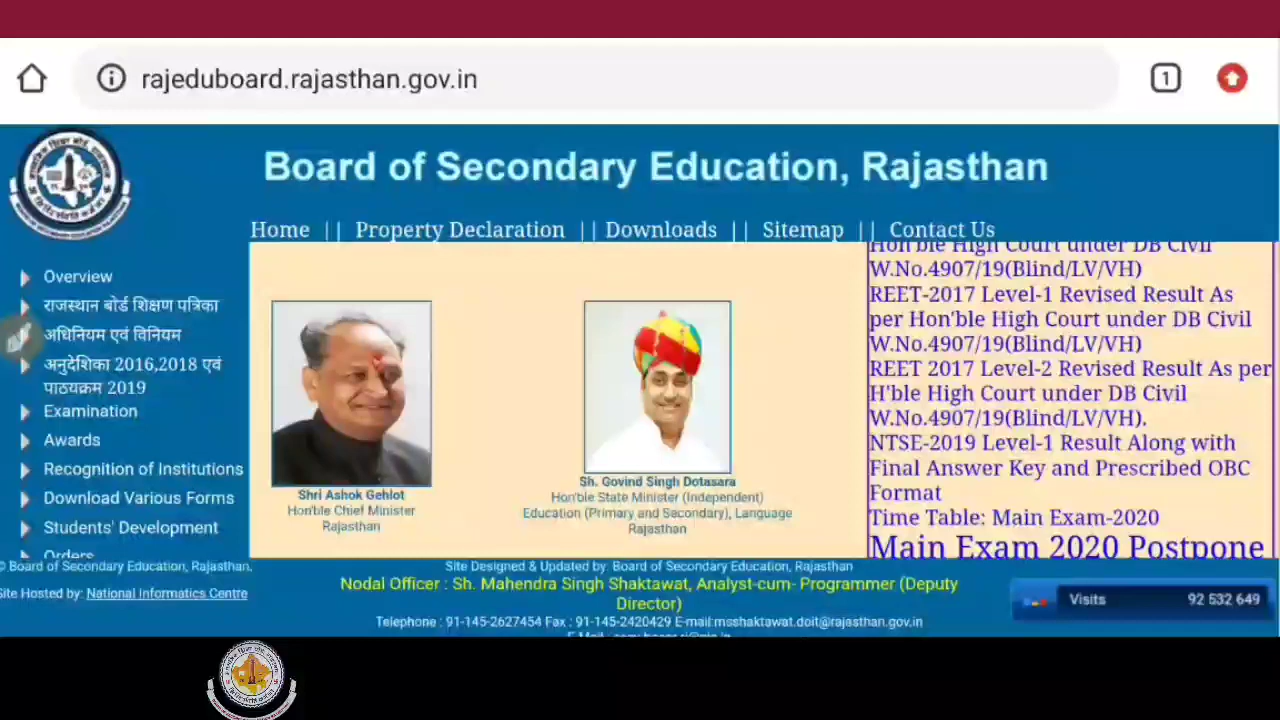 rajeduboard.rajasthan.gov.in
1
Board of Secondary Education, Rajasthan
Home || Property Declaration || Downloads || Sitemap || Contact Us
Overview
राजस्थान बोर्ड शिक्षण पत्रिका
अधिनियम एवं विनियम
अनुदेशिका 2016,2018 एवं
पाठयक्रम 2019
Examination
Awards
Recognition of Institutions
Download Various Forms
Students' Development
Orders
Shri Ashok Gehlot
Hon'ble Chief Minister
Rajasthan
Sh. Govind Singh Dotasara
Hon'ble State Minister (Independent)
Education (Primary and Secondary), Language
Rajasthan
Hon'ble High Court under DB Civil
W.No.4907/19(Blind/LV/VH)
REET-2017 Level-1 Revised Result As
per Hon'ble High Court under DB Civil
W.No.4907/19(Blind/LV/VH)
REET 2017 Level-2 Revised Result As per
H'ble High Court under DB Civil
W.No.4907/19(Blind/LV/VH).
NTSE-2019 Level-1 Result Along with
Final Answer Key and Prescribed OBC
Format
Time Table: Main Exam-2020
Main Exam 2020 Postpone
© Board of Secondary Education, Rajasthan.
Site Hosted by: National Informatics Centre
Site Designed & Updated by: Board of Secondary Education, Rajasthan
Nodal Officer : Sh. Mahendra Singh Shaktawat, Analyst-cum- Programmer (Deputy
Director)
Telephone : 91-145-2627454 Fax : 91-145-2420429 E-mail:msshaktawat.doit@rajasthan.gov.in
Visits 92 532 649